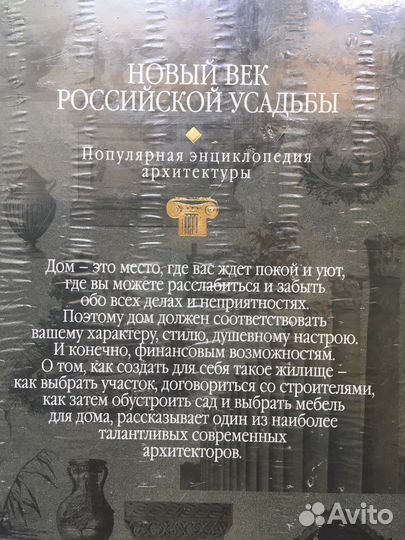 НОВЫЙ ВЕК
РОССИЙСКОЙ УСАДЬБЫ
Популярная энциклопедия
архитектуры
Дом – это место, где вас ждет покой и уют,
где вы можете расслабиться и забыть
обо всех делах и неприятностях.
Поэтому дом должен соответствовать
вашему характеру, стилю, душевному настрою.
И конечно, финансовым возможностям.
О том, как создать для себя такое жилище –
как выбрать участок, договориться со строителями,
как затем обустроить сад и выбрать мебель
для дома, рассказывает один из наиболее
талантливых современных
архитекторов.
Avito